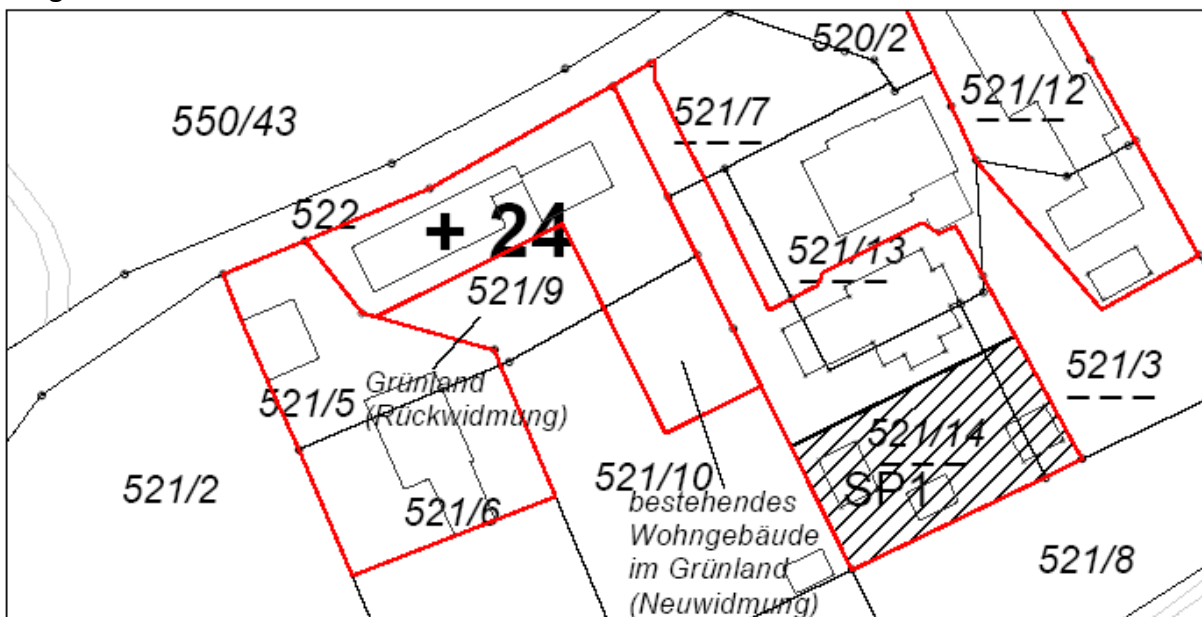 520/2
521/12
550/43
521/7
522
+ 24
521/13
521/9
Grünland
(Rückwidmung)
521/5
521/3
521/14
521/2
521/10
SP1
521/6
bestehendes
Wohngebäude
im Grünland
(Neuwidmung)
521/8